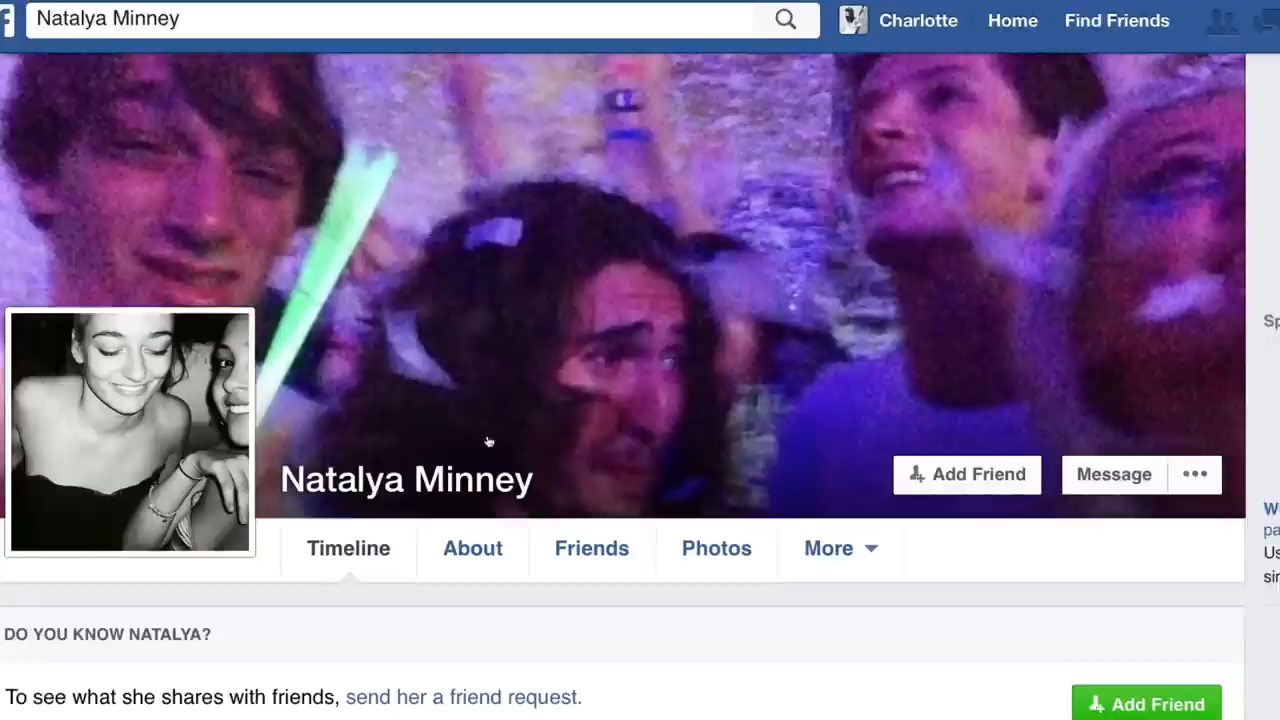 f Natalya Minney Charlotte Home Find Friends
Natalya Minney
Add Friend Message
Timeline About Friends Photos More
DO YOU KNOW NATALYA?
To see what she shares with friends, send her a friend request.
Add Friend